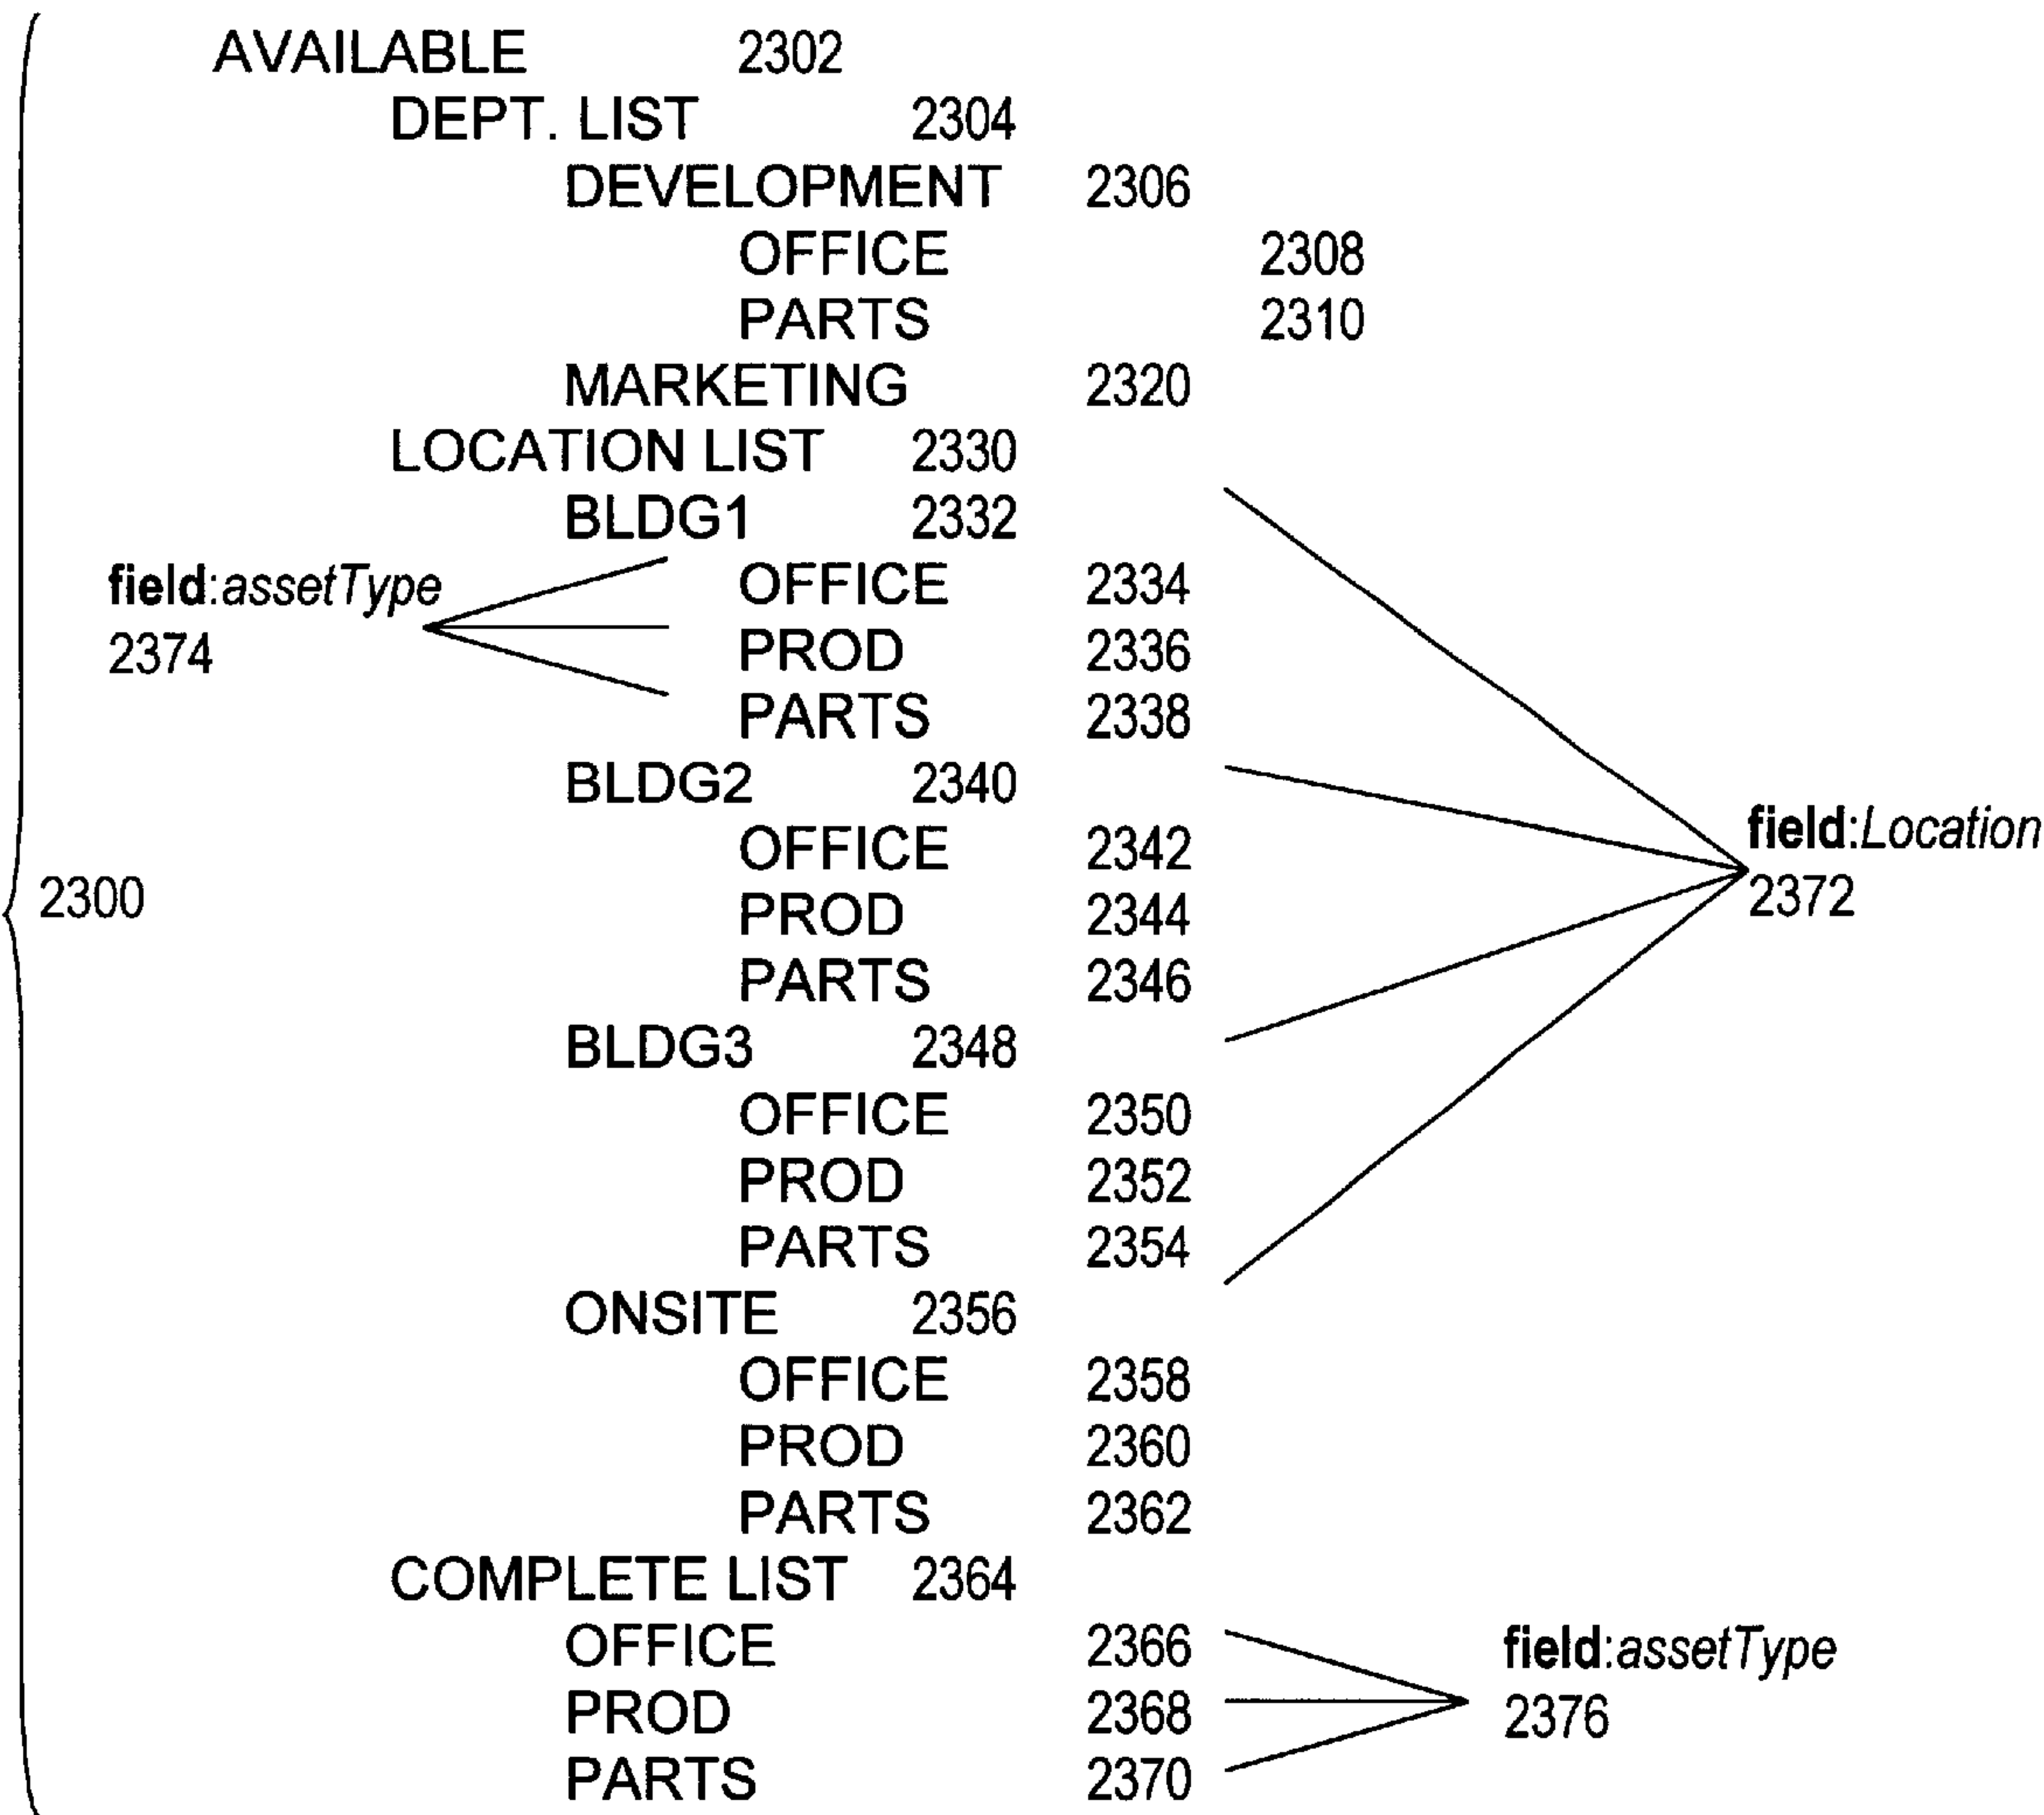 AVAILABLE 2302
DEPT. LIST 2304
DEVELOPMENT 2306
OFFICE 2308
PARTS 2310
MARKETING 2320
LOCATION LIST 2330
BLDG1 2332
field:assetType OFFICE 2334
2374 PROD 2336
PARTS 2338
BLDG2 2340
field:Location
OFFICE 2342
2300 PROD 2344 2372
PARTS 2346
BLDG3 2348
OFFICE 2350
PROD 2352
PARTS 2354
ONSITE 2356
OFFICE 2358
PROD 2360
PARTS 2362
COMPLETE LIST 2364
OFFICE 2366 field:assetType
PROD 2368 2376
PARTS 2370